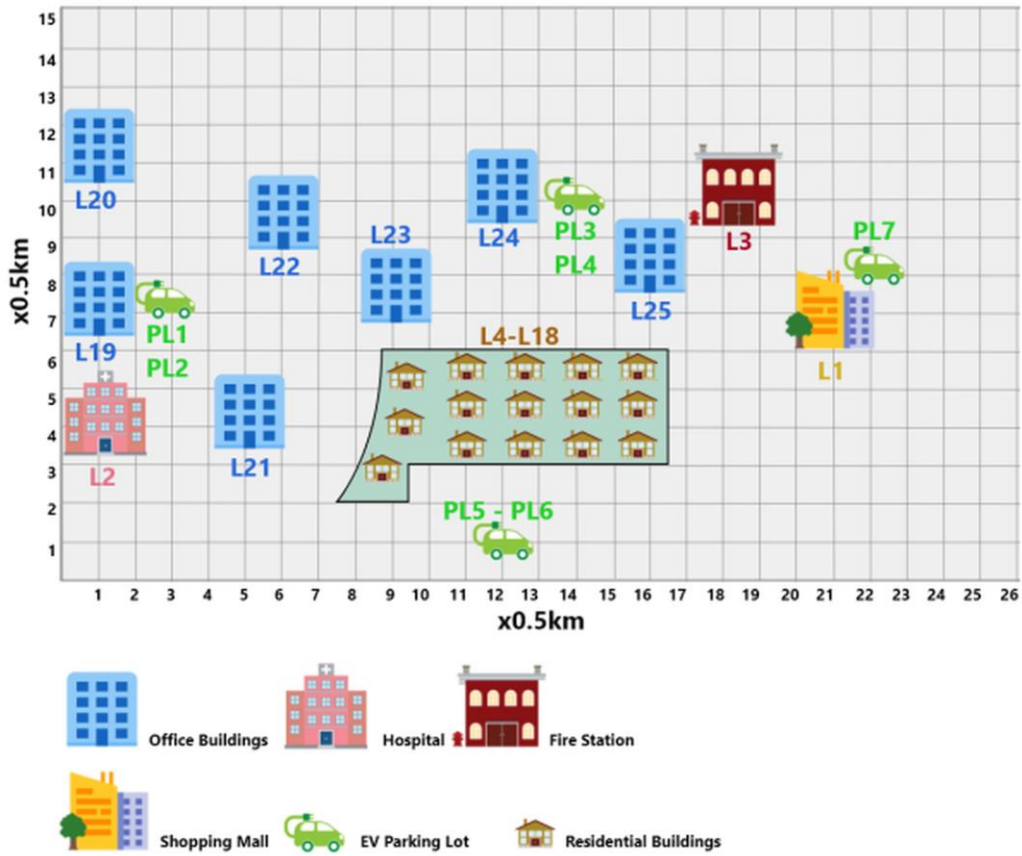 15
14
13
12
11
10
9
8
7
6
5
4
3
2
1
x0.5km
L20
L22
L23
L24
PL3
PL4
L3
PL7
L25
L19
PL1
PL2
L4-L18
L1
L2
L21
PL5 - PL6
1 2 3 4 5 6 7 8 9 10 11 12 13 14 15 16 17 18 19 20 21 22 23 24 25 26
x0.5km
Office Buildings Hospital Fire Station
Shopping Mall EV Parking Lot Residential Buildings